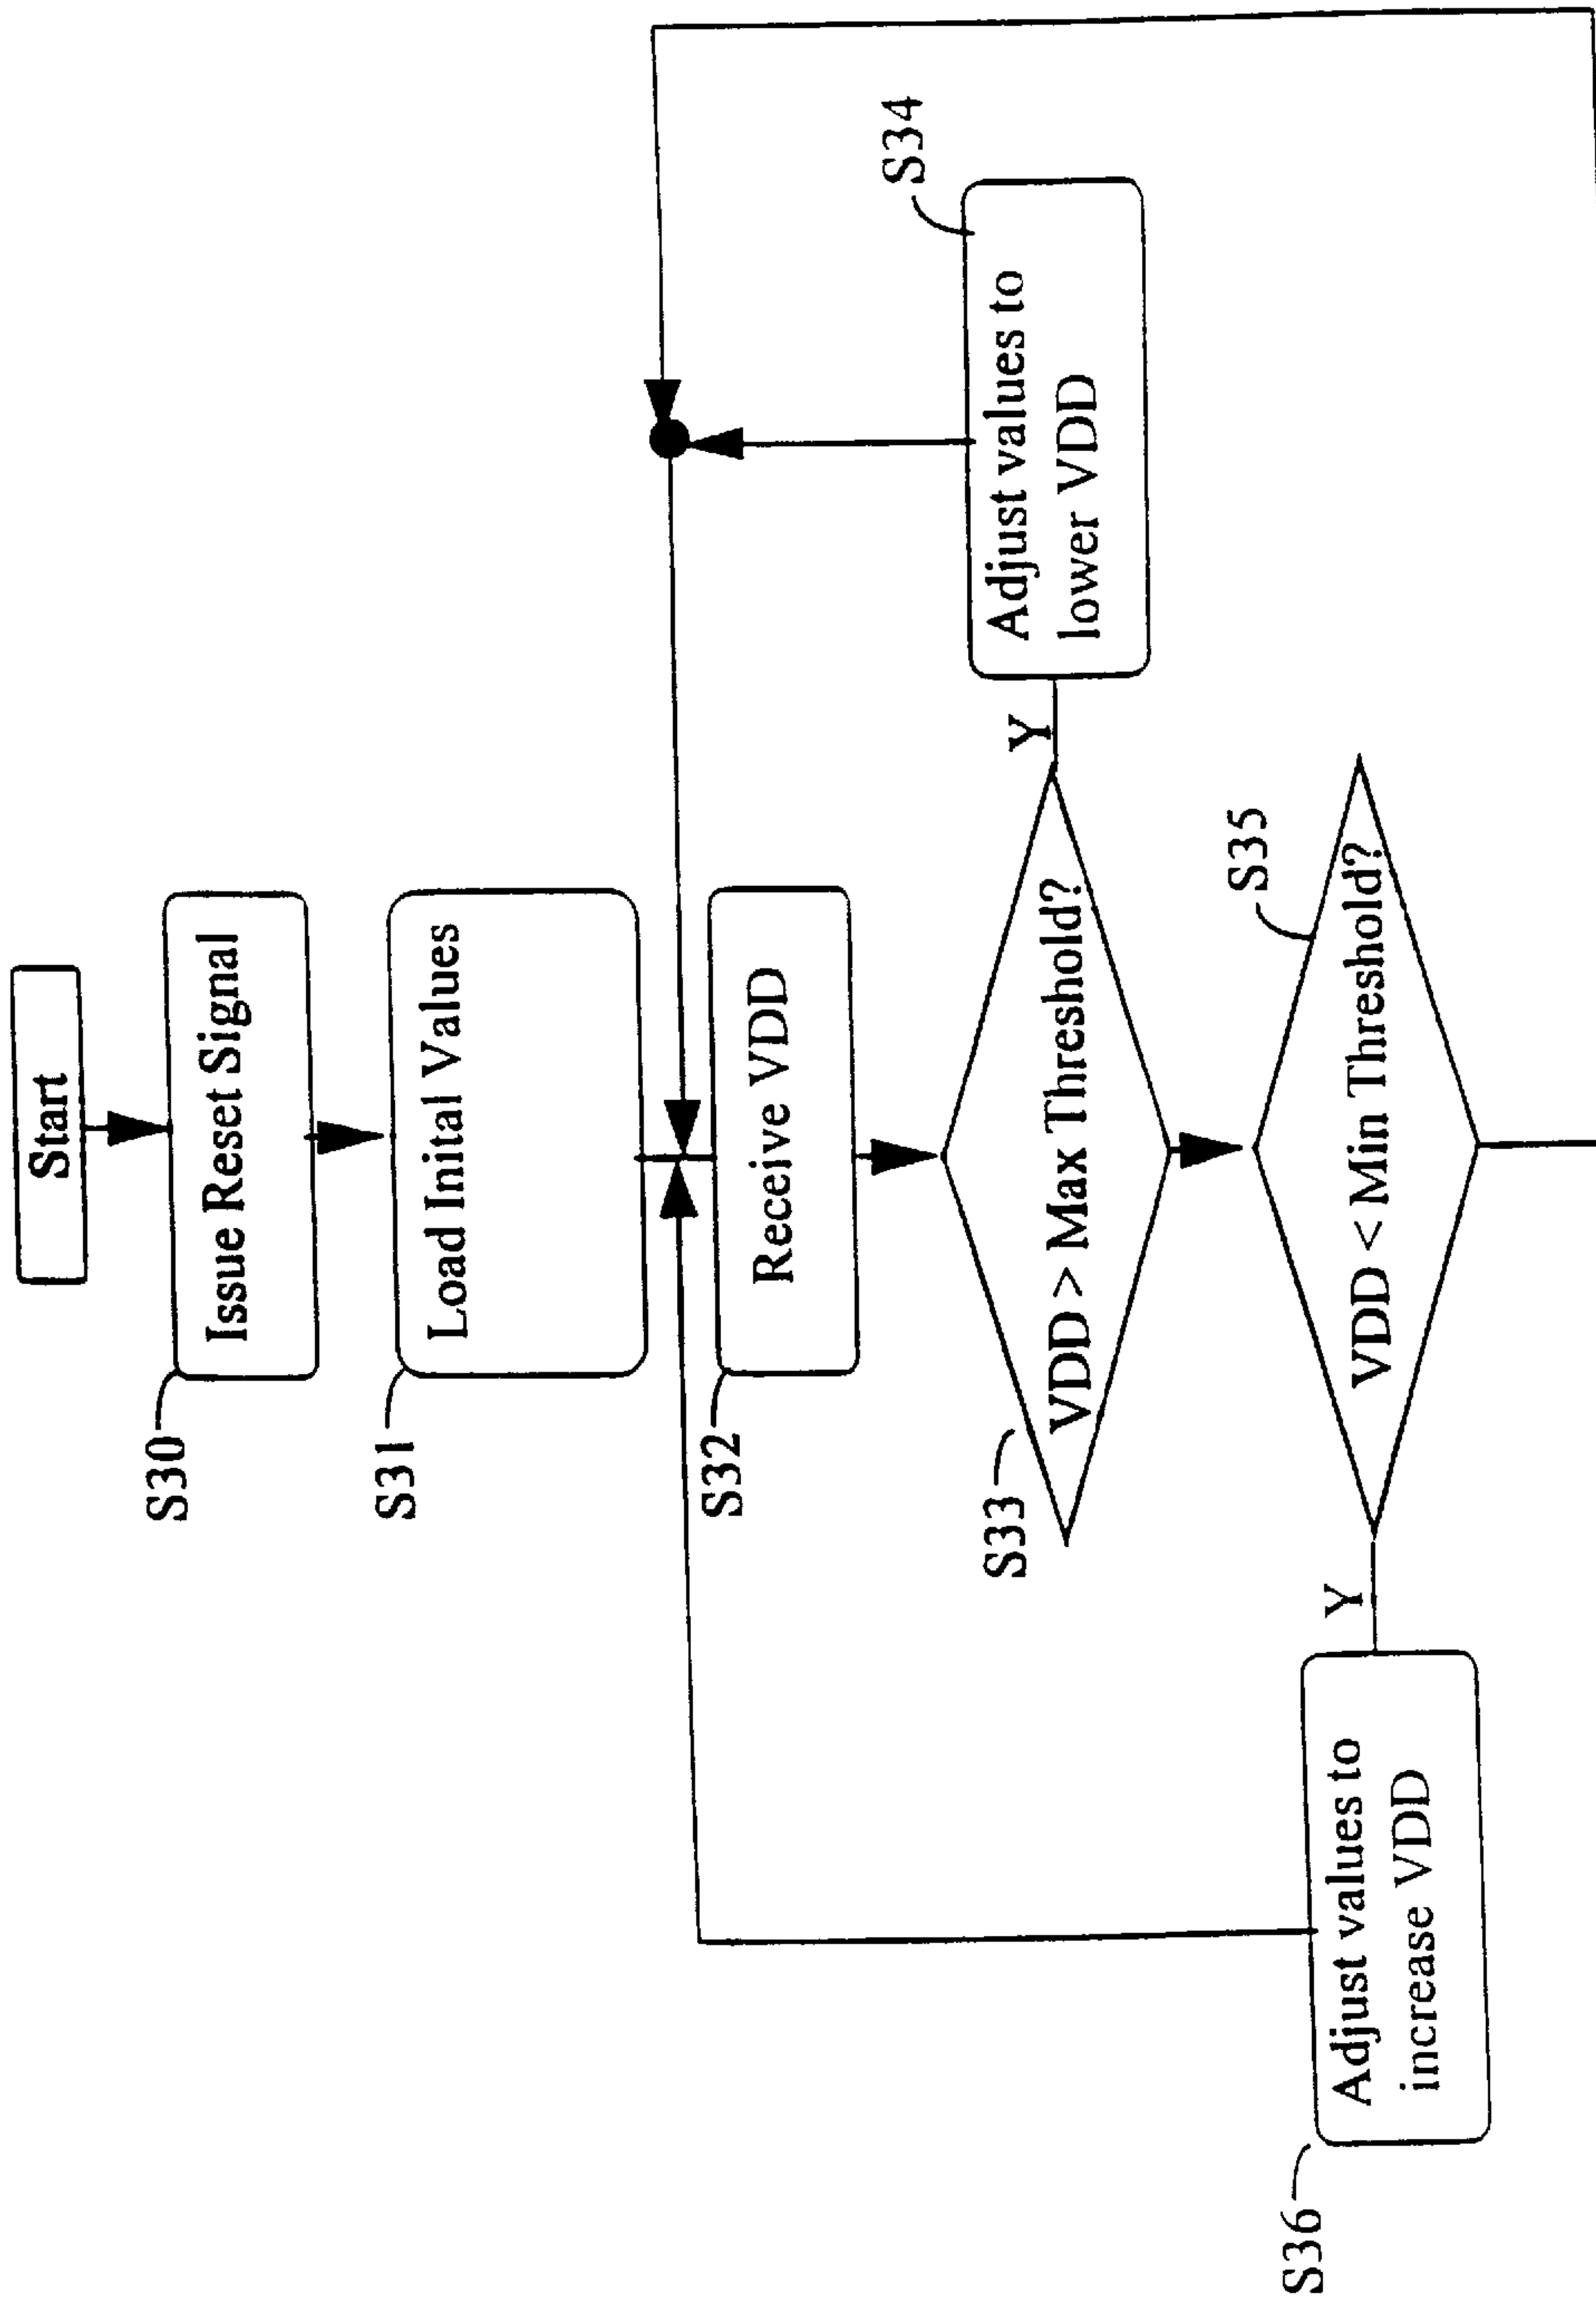 Start
S30
Issue Reset Signal
S31
Load Inital Values
S32
Receive VDD
S33
VDD > Max Threshold?
Y
S34
Adjust values to
lower VDD
S35
VDD < Min Threshold?
Y
S36
Adjust values to
increase VDD